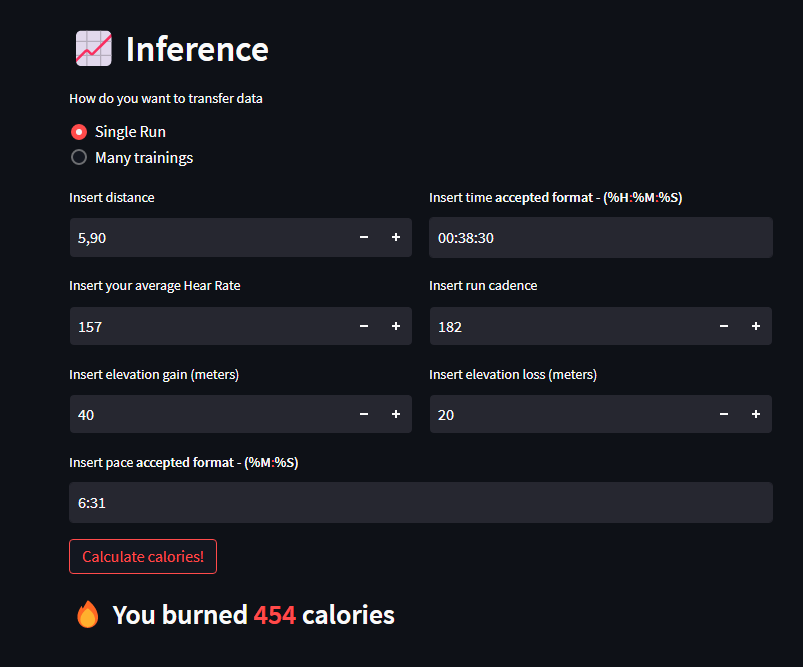 Inference
How do you want to transfer data
Single Run
Many trainings
Insert distance
Insert time accepted format - (%H:%M:%S)
5,90
00:38:30
Insert your average Hear Rate
Insert run cadence
157
182
Insert elevation gain (meters)
Insert elevation loss (meters)
40
20
Insert pace accepted format - (%M:%S)
6:31
Calculate calories!
You burned 454 calories